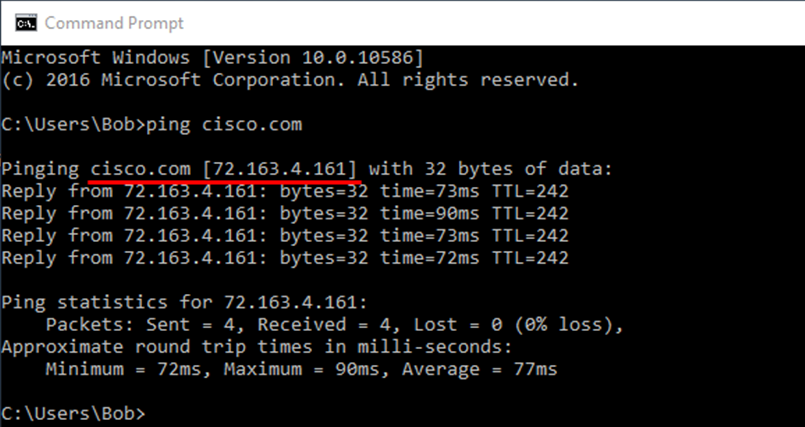 Command Prompt
Microsoft Windows [Version 10.0.10586]
(c) 2016 Microsoft Corporation. All rights reserved.
C:\Users\Bob>ping cisco.com
Pinging cisco.com [72.163.4.161] with 32 bytes of data:
Reply from 72.163.4.161: bytes=32 time=73ms TTL=242
Reply from 72.163.4.161: bytes=32 time=90ms TTL=242
Reply from 72.163.4.161: bytes=32 time=73ms TTL=242
Reply from 72.163.4.161: bytes=32 time=72ms TTL=242
Ping statistics for 72.163.4.161:
    Packets: Sent = 4, Received = 4, Lost = 0 (0% loss),
Approximate round trip times in milli-seconds:
    Minimum = 72ms, Maximum = 90ms, Average = 77ms
C:\Users\Bob>